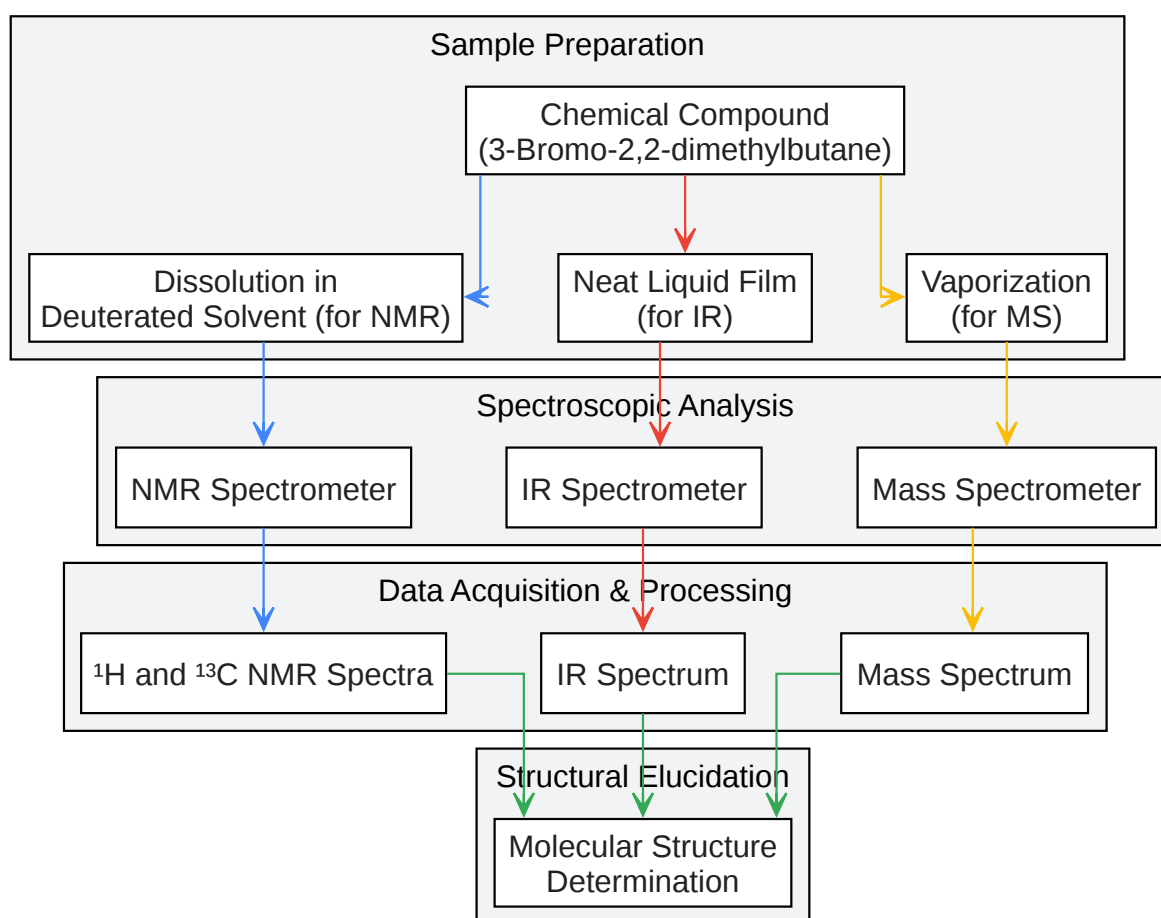 Sample Preparation
Chemical Compound
(3-Bromo-2,2-dimethylbutane)
Dissolution in
Deuterated Solvent (for NMR)
Neat Liquid Film
(for IR)
Vaporization
(for MS)
Spectroscopic Analysis
NMR Spectrometer
IR Spectrometer
Mass Spectrometer
Data Acquisition & Processing
¹H and ¹³C NMR Spectra
IR Spectrum
Mass Spectrum
Structural Elucidation
Molecular Structure
Determination